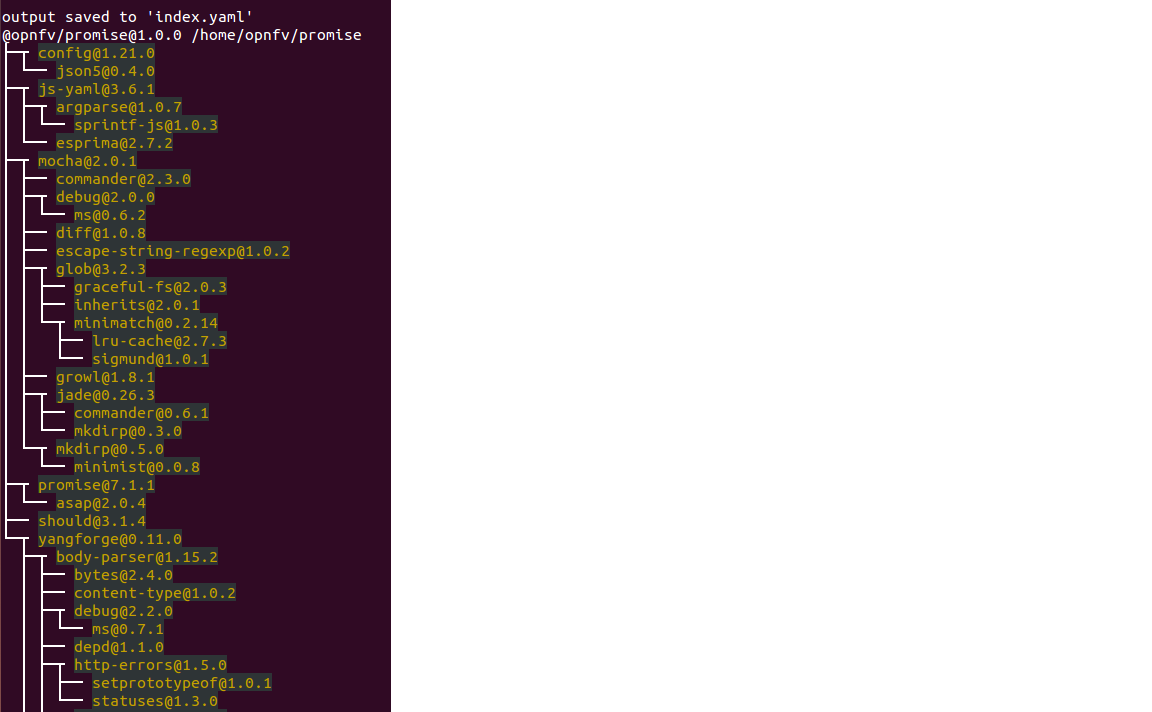 output saved to 'index.yaml'
@opnfv/promise@1.0.0 /home/opnfv/promise
config@1.21.0
json5@0.4.0
js-yaml@3.6.1
argparse@1.0.7
sprintf-js@1.0.3
esprima@2.7.2
mocha@2.0.1
commander@2.3.0
debug@2.0.0
ms@0.6.2
diff@1.0.8
escape-string-regexp@1.0.2
glob@3.2.3
graceful-fs@2.0.3
inherits@2.0.1
minimatch@0.2.14
lru-cache@2.7.3
sigmund@1.0.1
growl@1.8.1
jade@0.26.3
commander@0.6.1
mkdirp@0.3.0
mkdirp@0.5.0
minimist@0.0.8
promise@7.1.1
asap@2.0.4
should@3.1.4
yangforge@0.11.0
body-parser@1.15.2
bytes@2.4.0
content-type@1.0.2
debug@2.2.0
ms@0.7.1
depd@1.1.0
http-errors@1.5.0
setprototypeof@1.0.1
statuses@1.3.0